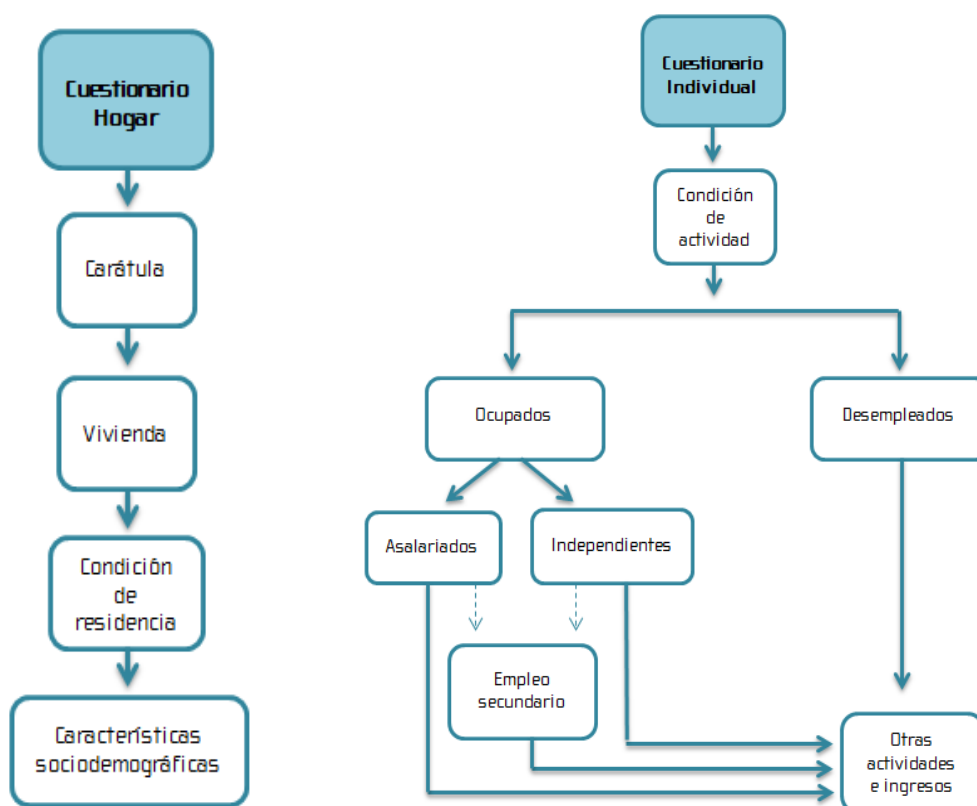 Cuestionario
Hogar
Carátula
Vivienda
Condición
de
residencia
Características
sociodemográficas
Cuestionario
Individual
Condición
de
actividad
Ocupados
Desempleados
Asalariados
Independientes
Empleo
secundario
Otras
actividades
e ingresos